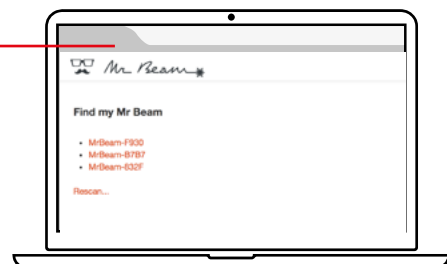 Mr Beam
Find my Mr Beam
• MrBeam-F930
• MrBeam-B7B7
• MrBeam-832F
Rescan...